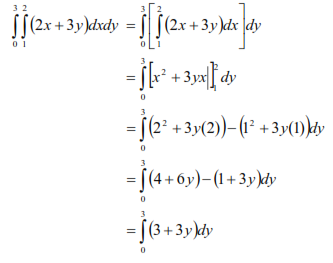 ∫₀³∫₁²(2x + 3y)dxdy = ∫₀³[∫₁²(2x + 3y)dx]dy
= ∫₀³[x² + 3yx|]₁² dy
= ∫₀³(2² + 3y(2))–(1² + 3y(1))dy
= ∫₀³(4 + 6y)–(1 + 3y)dy
= ∫₀³(3 + 3y)dy